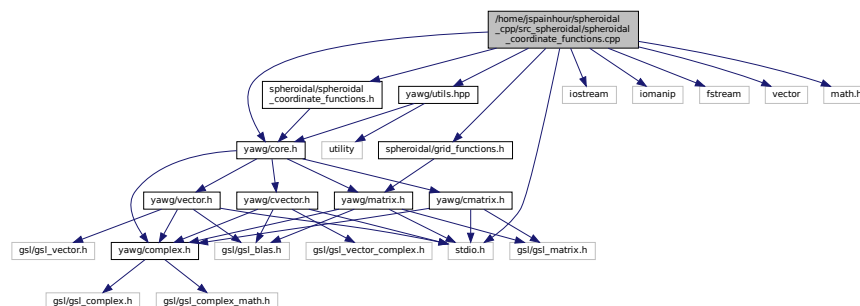 /home/jspainhour/spheroidal
_cpp/src_spheroidal/spheroidal
_coordinate_functions.cpp
spheroidal/spheroidal
_coordinate_functions.h
yawg/utils.hpp
iostream
iomanip
fstream
vector
math.h
yawg/core.h
utility
spheroidal/grid_functions.h
yawg/vector.h
yawg/cvector.h
yawg/matrix.h
yawg/cmatrix.h
gsl/gsl_vector.h
yawg/complex.h
gsl/gsl_blas.h
gsl/gsl_vector_complex.h
stdio.h
gsl/gsl_matrix.h
gsl/gsl_complex.h
gsl/gsl_complex_math.h